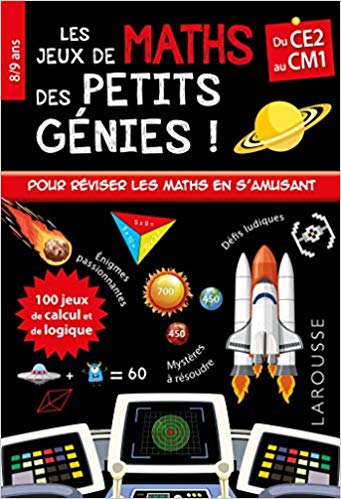 8/9 ans
LES
JEUX DE MATHS
DES PETITS
GÉNIES !
Du CE2
au CM1
POUR RÉVISER LES MATHS EN S'AMUSANT
Énigmes
passionnantes
5 x 9 =
Défis ludiques
100 jeux
de calcul et
de logique
700
450
450
Mystères
à résoudre
+ = 60
LAROUSSE